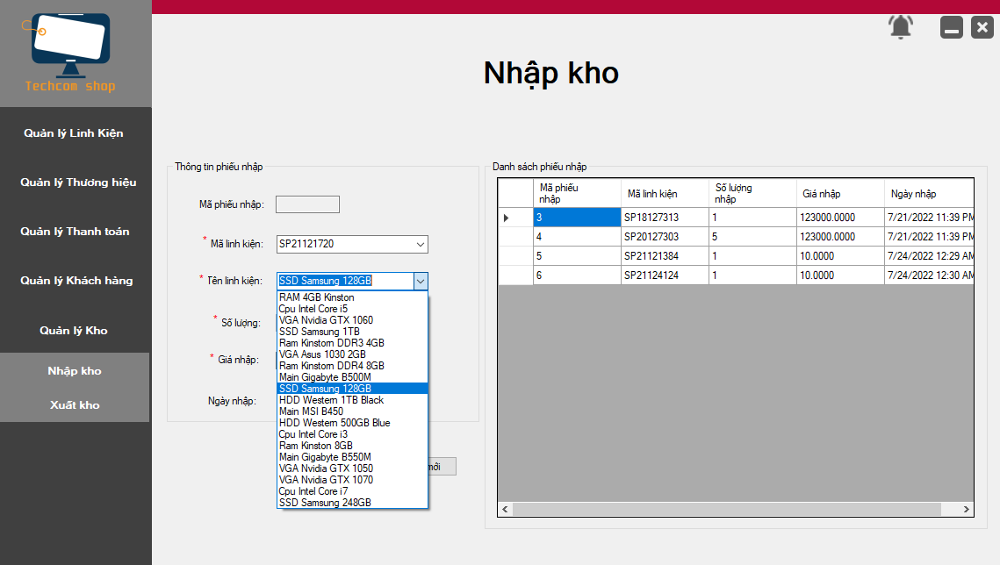 Techcom shop
Nhập kho
Quản lý Linh Kiện
Quản lý Thương hiệu
Quản lý Thanh toán
Quản lý Khách hàng
Quản lý Kho
Nhập kho
Xuất kho
Thông tin phiếu nhập
Mã phiếu nhập:
* Mã linh kiện: SP21121720
* Tên linh kiện: SSD Samsung 128GB
* Số lượng:
* Giá nhập:
Ngày nhập:
RAM 4GB Kinston
Cpu Intel Core i5
VGA Nvidia GTX 1060
SSD Samsung 1TB
Ram Kinstorn DDR3 4GB
VGA Asus 1030 2GB
Ram Kinstorn DDR4 8GB
Main Gigabyte B500M
SSD Samsung 128GB
HDD Western 1TB Black
Main MSI B450
HDD Western 500GB Blue
Cpu Intel Core i3
Ram Kinston 8GB
Main Gigabyte B550M
VGA Nvidia GTX 1050
VGA Nvidia GTX 1070
Cpu Intel Core i7
SSD Samsung 248GB
mới
Danh sách phiếu nhập
Mã phiếu nhập Mã linh kiện Số lượng nhập Giá nhập Ngày nhập
3 SP18127313 1 123000.0000 7/21/2022 11:39 PM
4 SP20127303 5 123000.0000 7/21/2022 11:39 PM
5 SP21121384 1 10.0000 7/24/2022 12:29 AM
6 SP21124124 1 10.0000 7/24/2022 12:30 AM